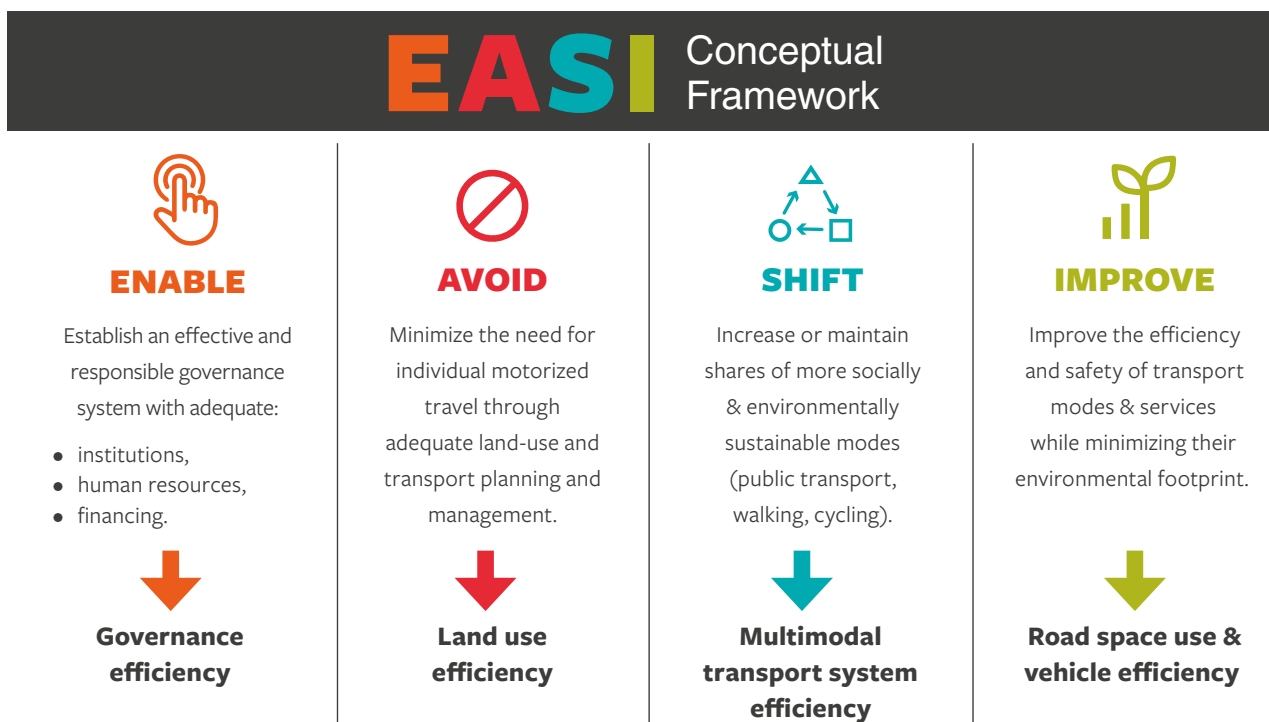 EASI
Conceptual
Framework
ENABLE
Establish an effective and
responsible governance
system with adequate:
• institutions,
• human resources,
• financing.
Governance
efficiency
AVOID
Minimize the need for
individual motorized
travel through
adequate land-use and
transport planning and
management.
Land use
efficiency
SHIFT
Increase or maintain
shares of more socially
& environmentally
sustainable modes
(public transport,
walking, cycling).
Multimodal
transport system
efficiency
IMPROVE
Improve the efficiency
and safety of transport
modes & services
while minimizing their
environmental footprint.
Road space use &
vehicle efficiency